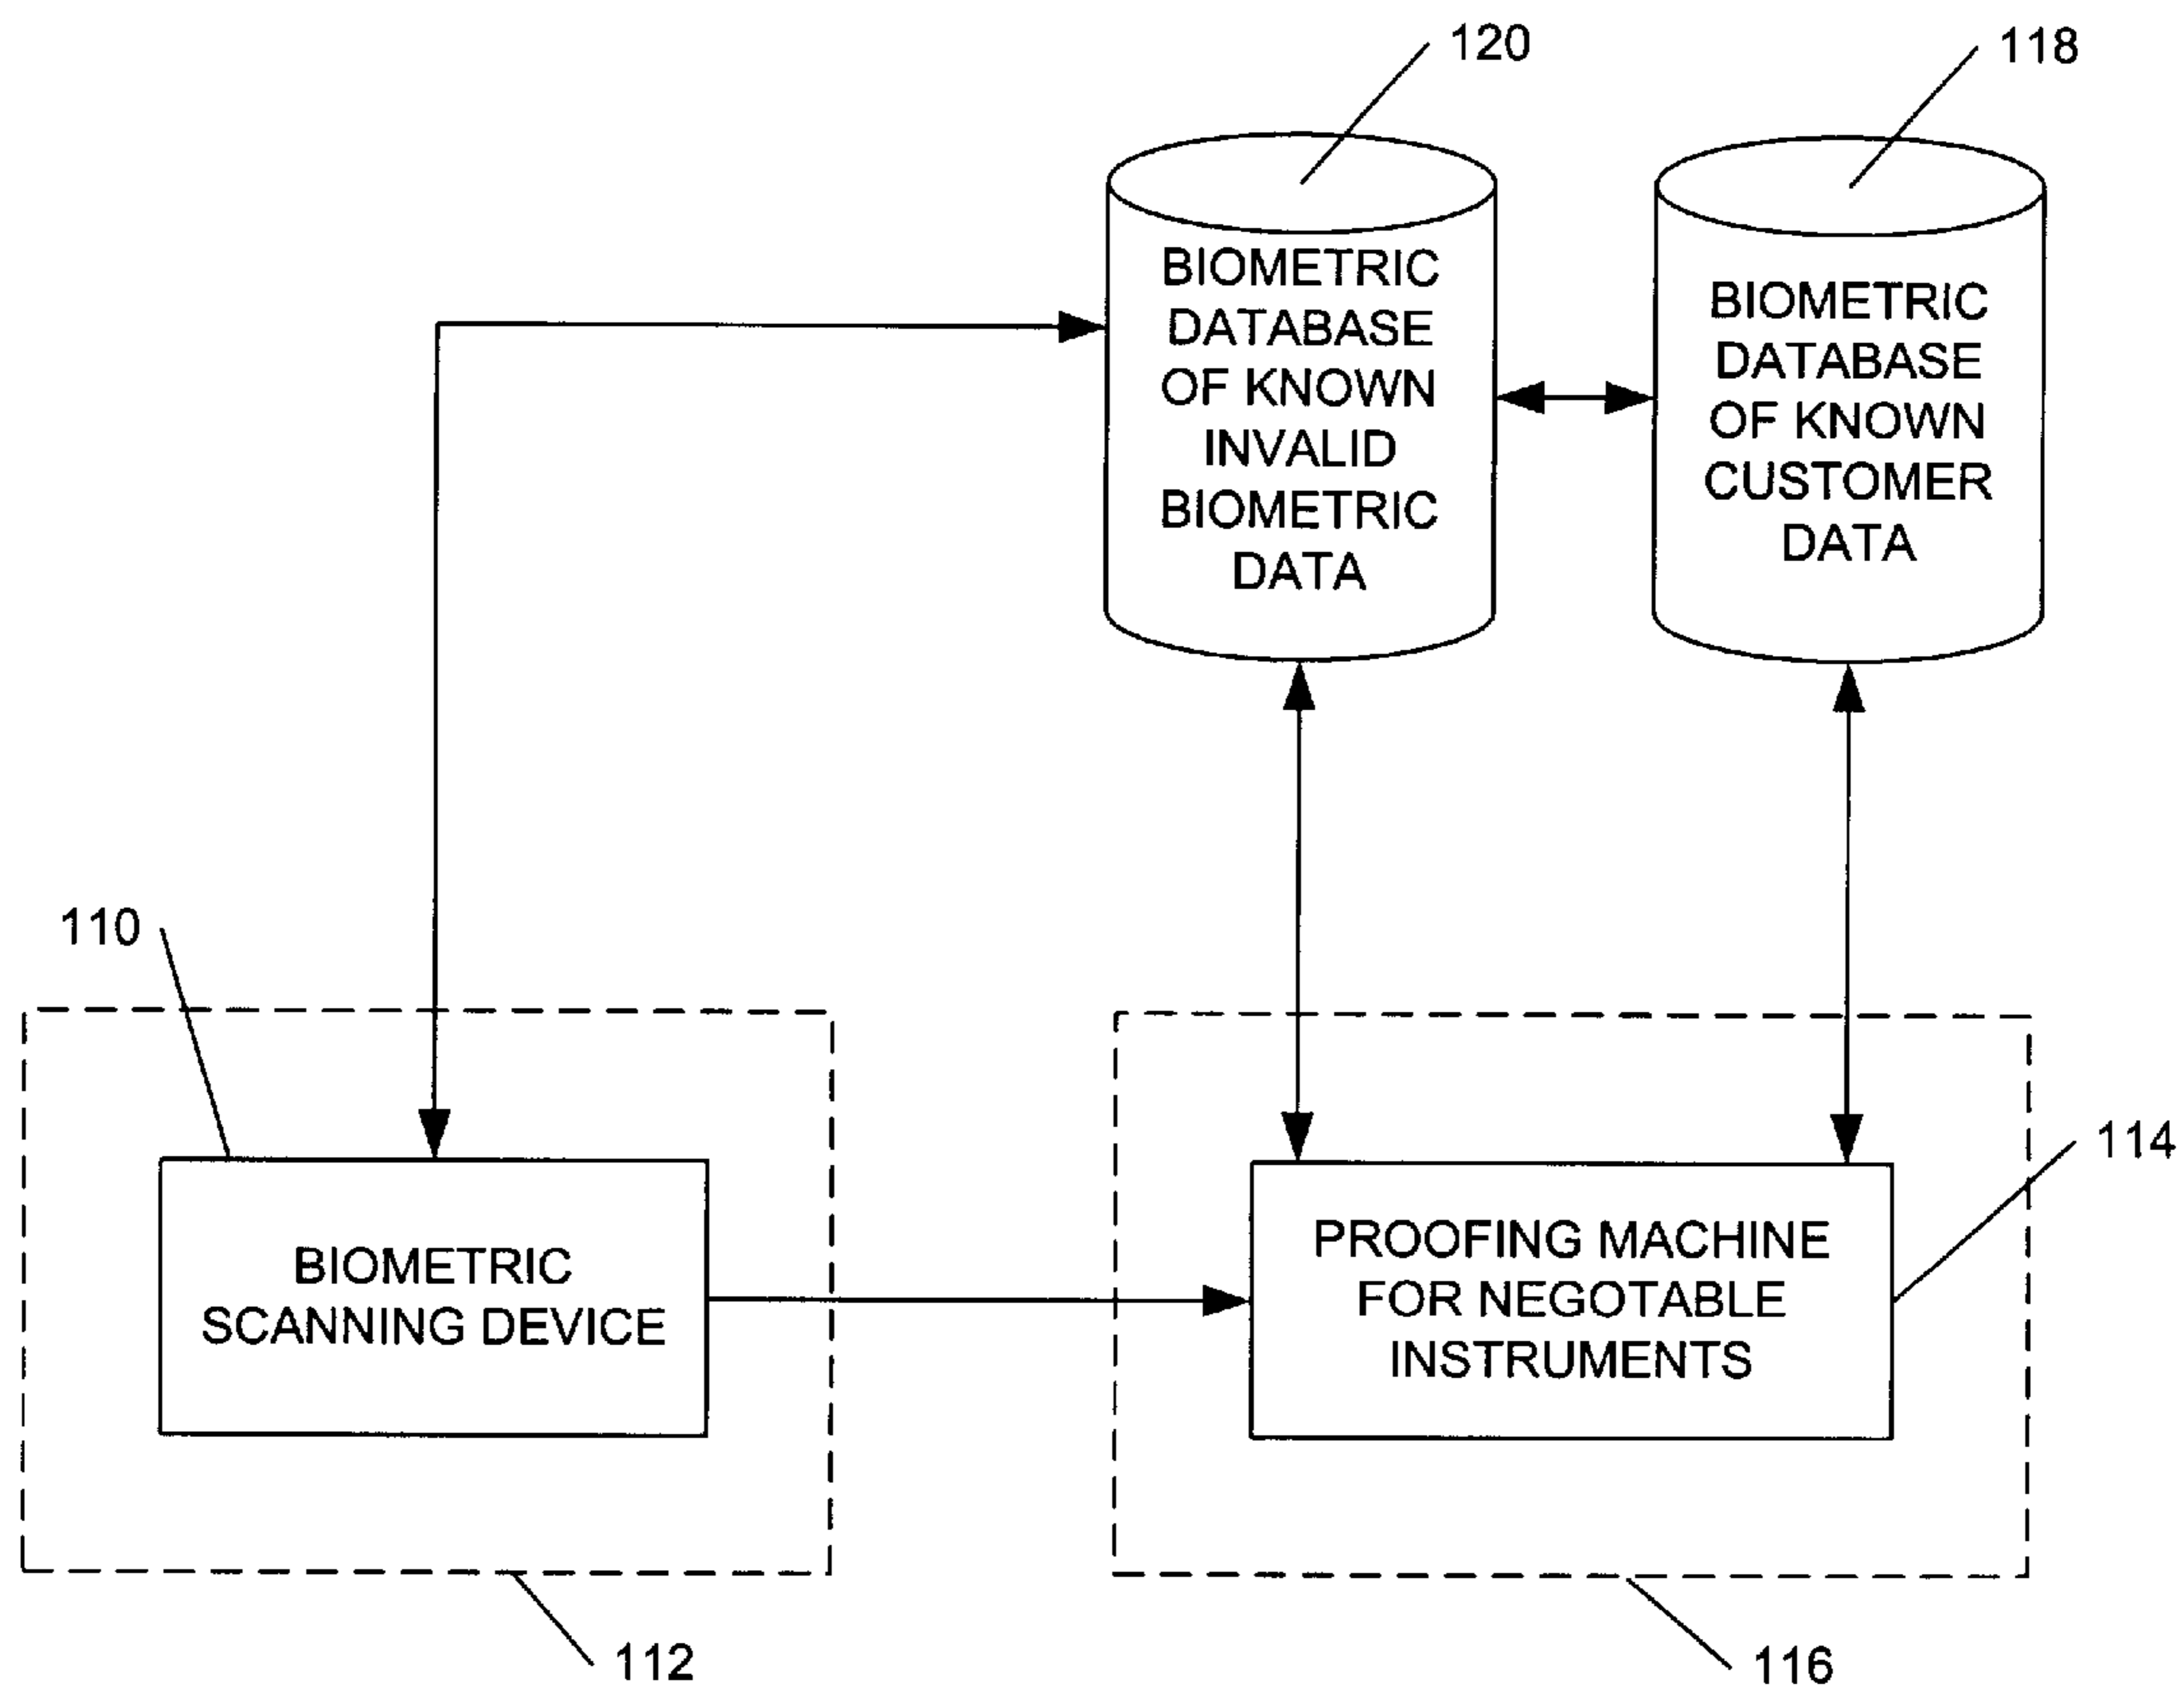 120
118
BIOMETRIC
DATABASE
OF KNOWN
INVALID
BIOMETRIC
DATA
BIOMETRIC
DATABASE
OF KNOWN
CUSTOMER
DATA
110
114
BIOMETRIC
SCANNING DEVICE
PROOFING MACHINE
FOR NEGOTABLE
INSTRUMENTS
112
116